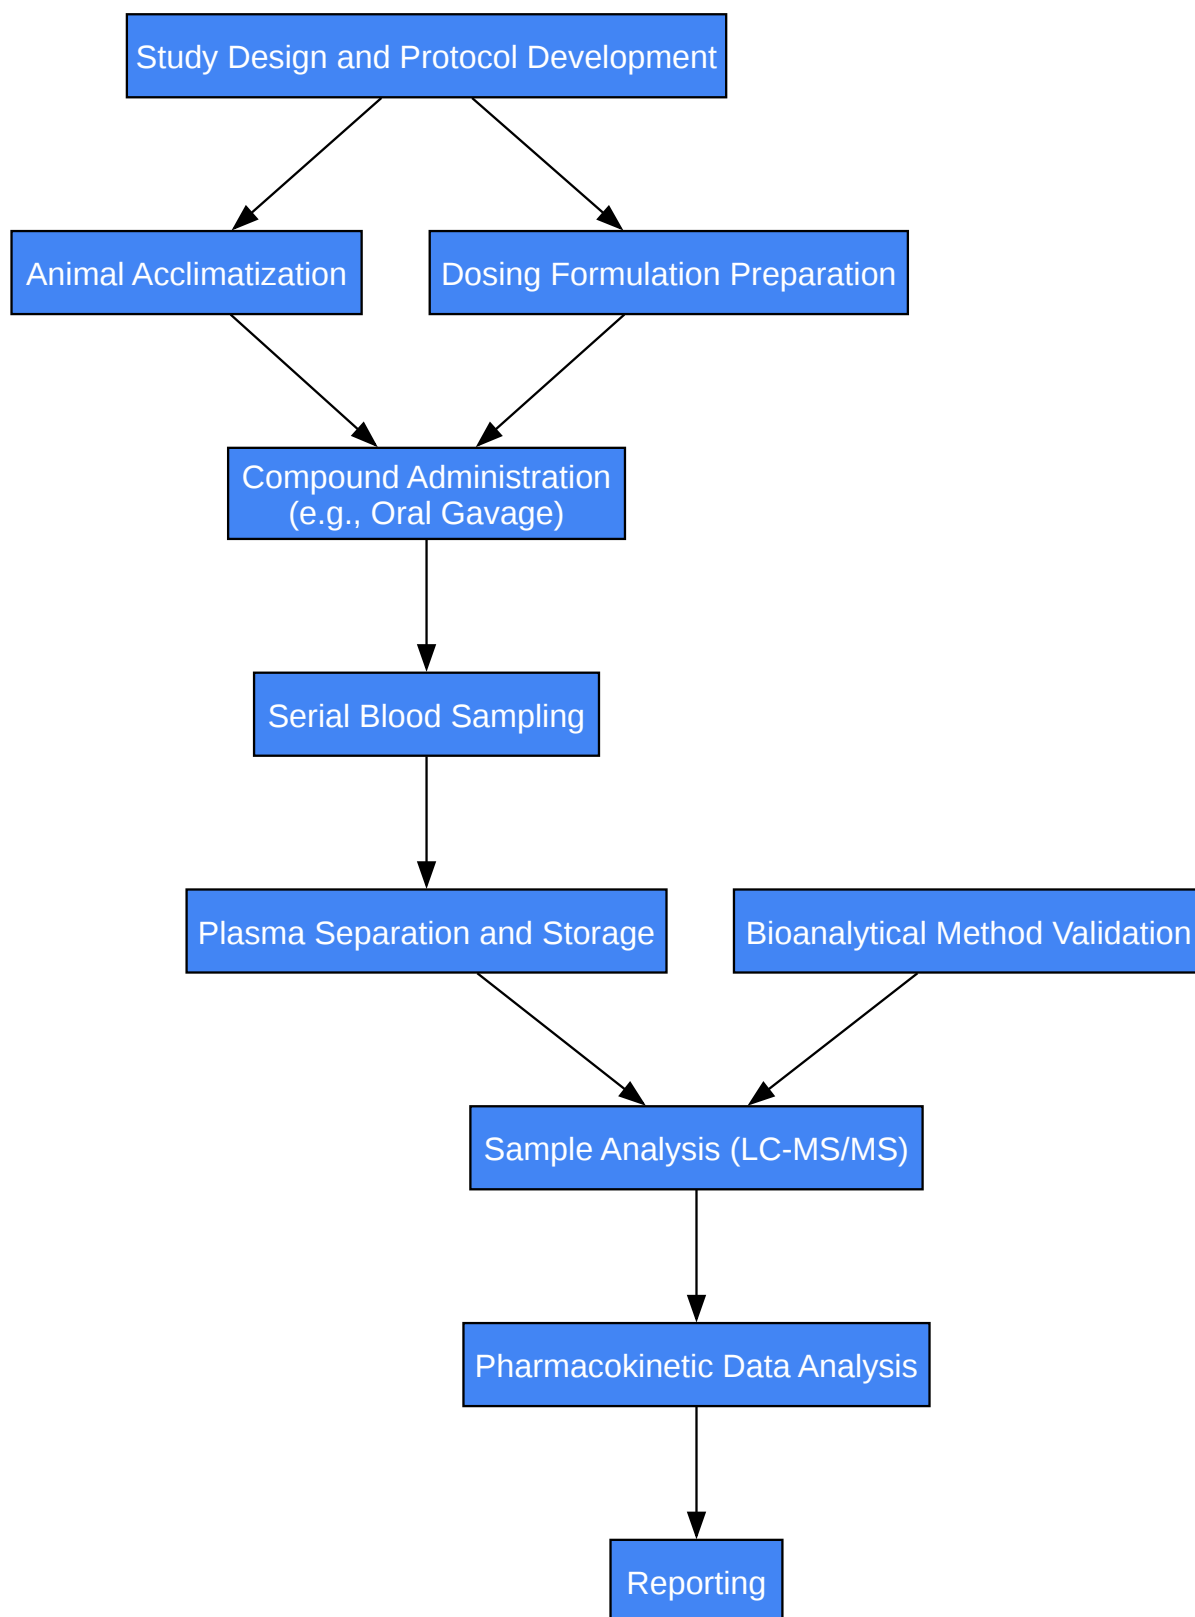 Study Design and Protocol Development
Animal Acclimatization
Dosing Formulation Preparation
Compound Administration
(e.g., Oral Gavage)
Serial Blood Sampling
Plasma Separation and Storage
Bioanalytical Method Validation
Sample Analysis (LC-MS/MS)
Pharmacokinetic Data Analysis
Reporting